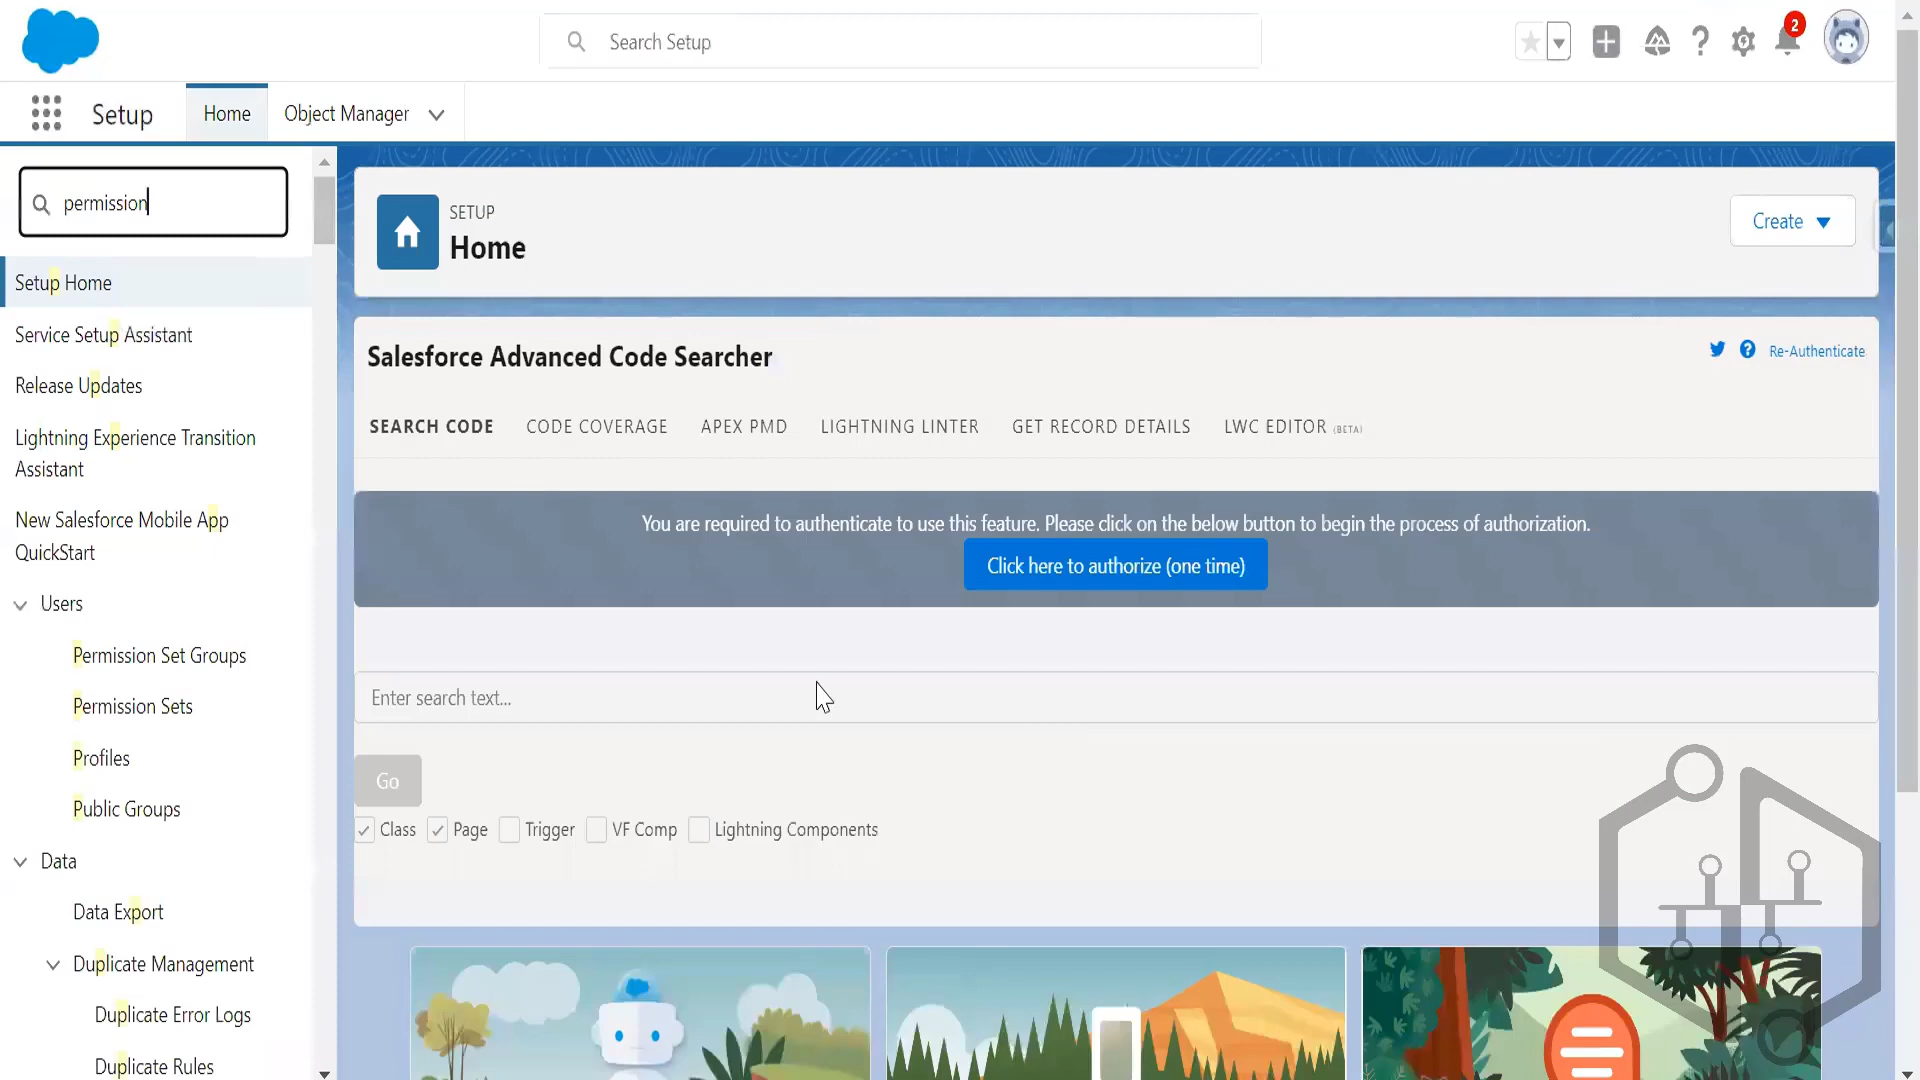 Search Setup
2
Setup
Home
Object Manager
permission
Setup Home
Service Setup Assistant
Release Updates
Lightning Experience Transition
Assistant
New Salesforce Mobile App
QuickStart
Users
Permission Set Groups
Permission Sets
Profiles
Public Groups
Data
Data Export
Duplicate Management
Duplicate Error Logs
Duplicate Rules
SETUP
Home
Create
Salesforce Advanced Code Searcher
Re-Authenticate
SEARCH CODE CODE COVERAGE APEX PMD LIGHTNING LINTER GET RECORD DETAILS LWC EDITOR (BETA)
You are required to authenticate to use this feature. Please click on the below button to begin the process of authorization.
Click here to authorize (one time)
Enter search text...
Go
Class Page Trigger VF Comp Lightning Components